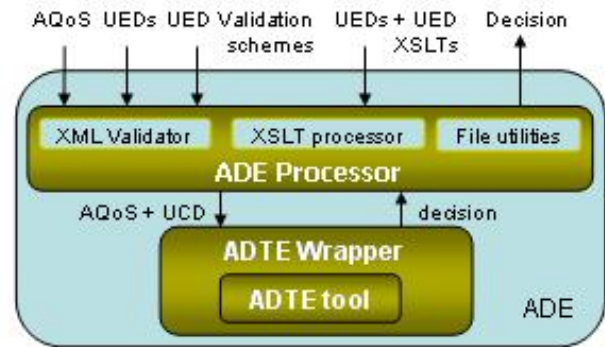 AQoS UEDs UED Validation schemes UEDs + UED XSLTs Decision
XML Validator XSLT processor File utilities
ADE Processor
AQoS + UCD decision
ADTE Wrapper
ADTE tool
ADE